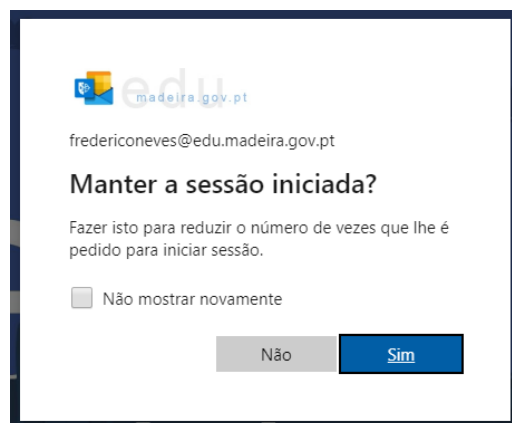 edu
madeira.gov.pt
fredericoneves@edu.madeira.gov.pt
Manter a sessão iniciada?
Fazer isto para reduzir o número de vezes que lhe é
pedido para iniciar sessão.
Não mostrar novamente
Não
Sim